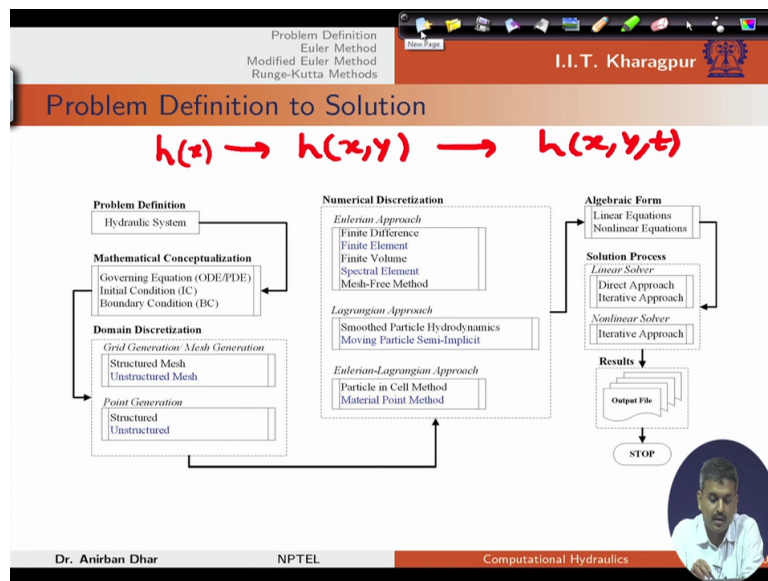 Problem Definition
Euler Method
Modified Euler Method
Runge-Kutta Methods
New Page
I.I.T. Kharagpur
Problem Definition to Solution
h(x) → h(x,y) → h(x,y,t)
Problem Definition
Hydraulic System
Mathematical Conceptualization
Governing Equation (ODE/PDE)
Initial Condition (IC)
Boundary Condition (BC)
Domain Discretization
Grid Generation/ Mesh Generation
Structured Mesh
Unstructured Mesh
Point Generation
Structured
Unstructured
Numerical Discretization
Eulerian Approach
Finite Difference
Finite Element
Finite Volume
Spectral Element
Mesh-Free Method
Lagrangian Approach
Smoothed Particle Hydrodynamics
Moving Particle Semi-Implicit
Eulerian-Lagrangian Approach
Particle in Cell Method
Material Point Method
Algebraic Form
Linear Equations
Nonlinear Equations
Solution Process
Linear Solver
Direct Approach
Iterative Approach
Nonlinear Solver
Iterative Approach
Results
Output File
STOP
Dr. Anirban Dhar NPTEL Computational Hydraulics